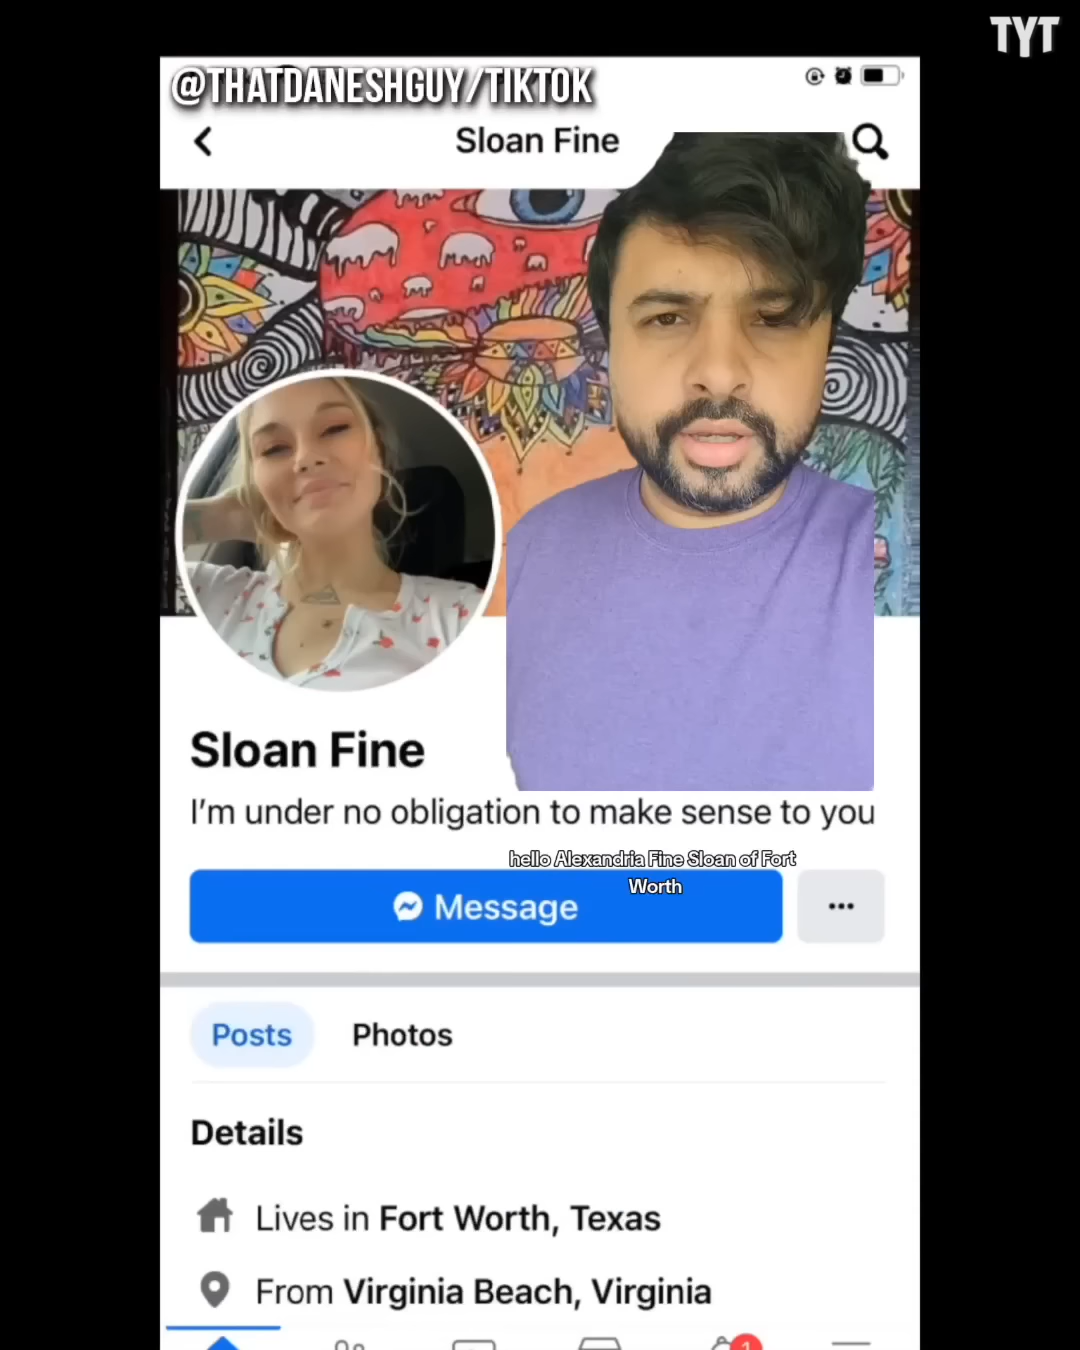 TYT
@THATDANESHGUY/TIKTOK
Sloan Fine
Sloan Fine
I'm under no obligation to make sense to you
hello Alexandria Fine Sloan of Fort
Worth
Message
Posts
Photos
Details
Lives in Fort Worth, Texas
From Virginia Beach, Virginia
1